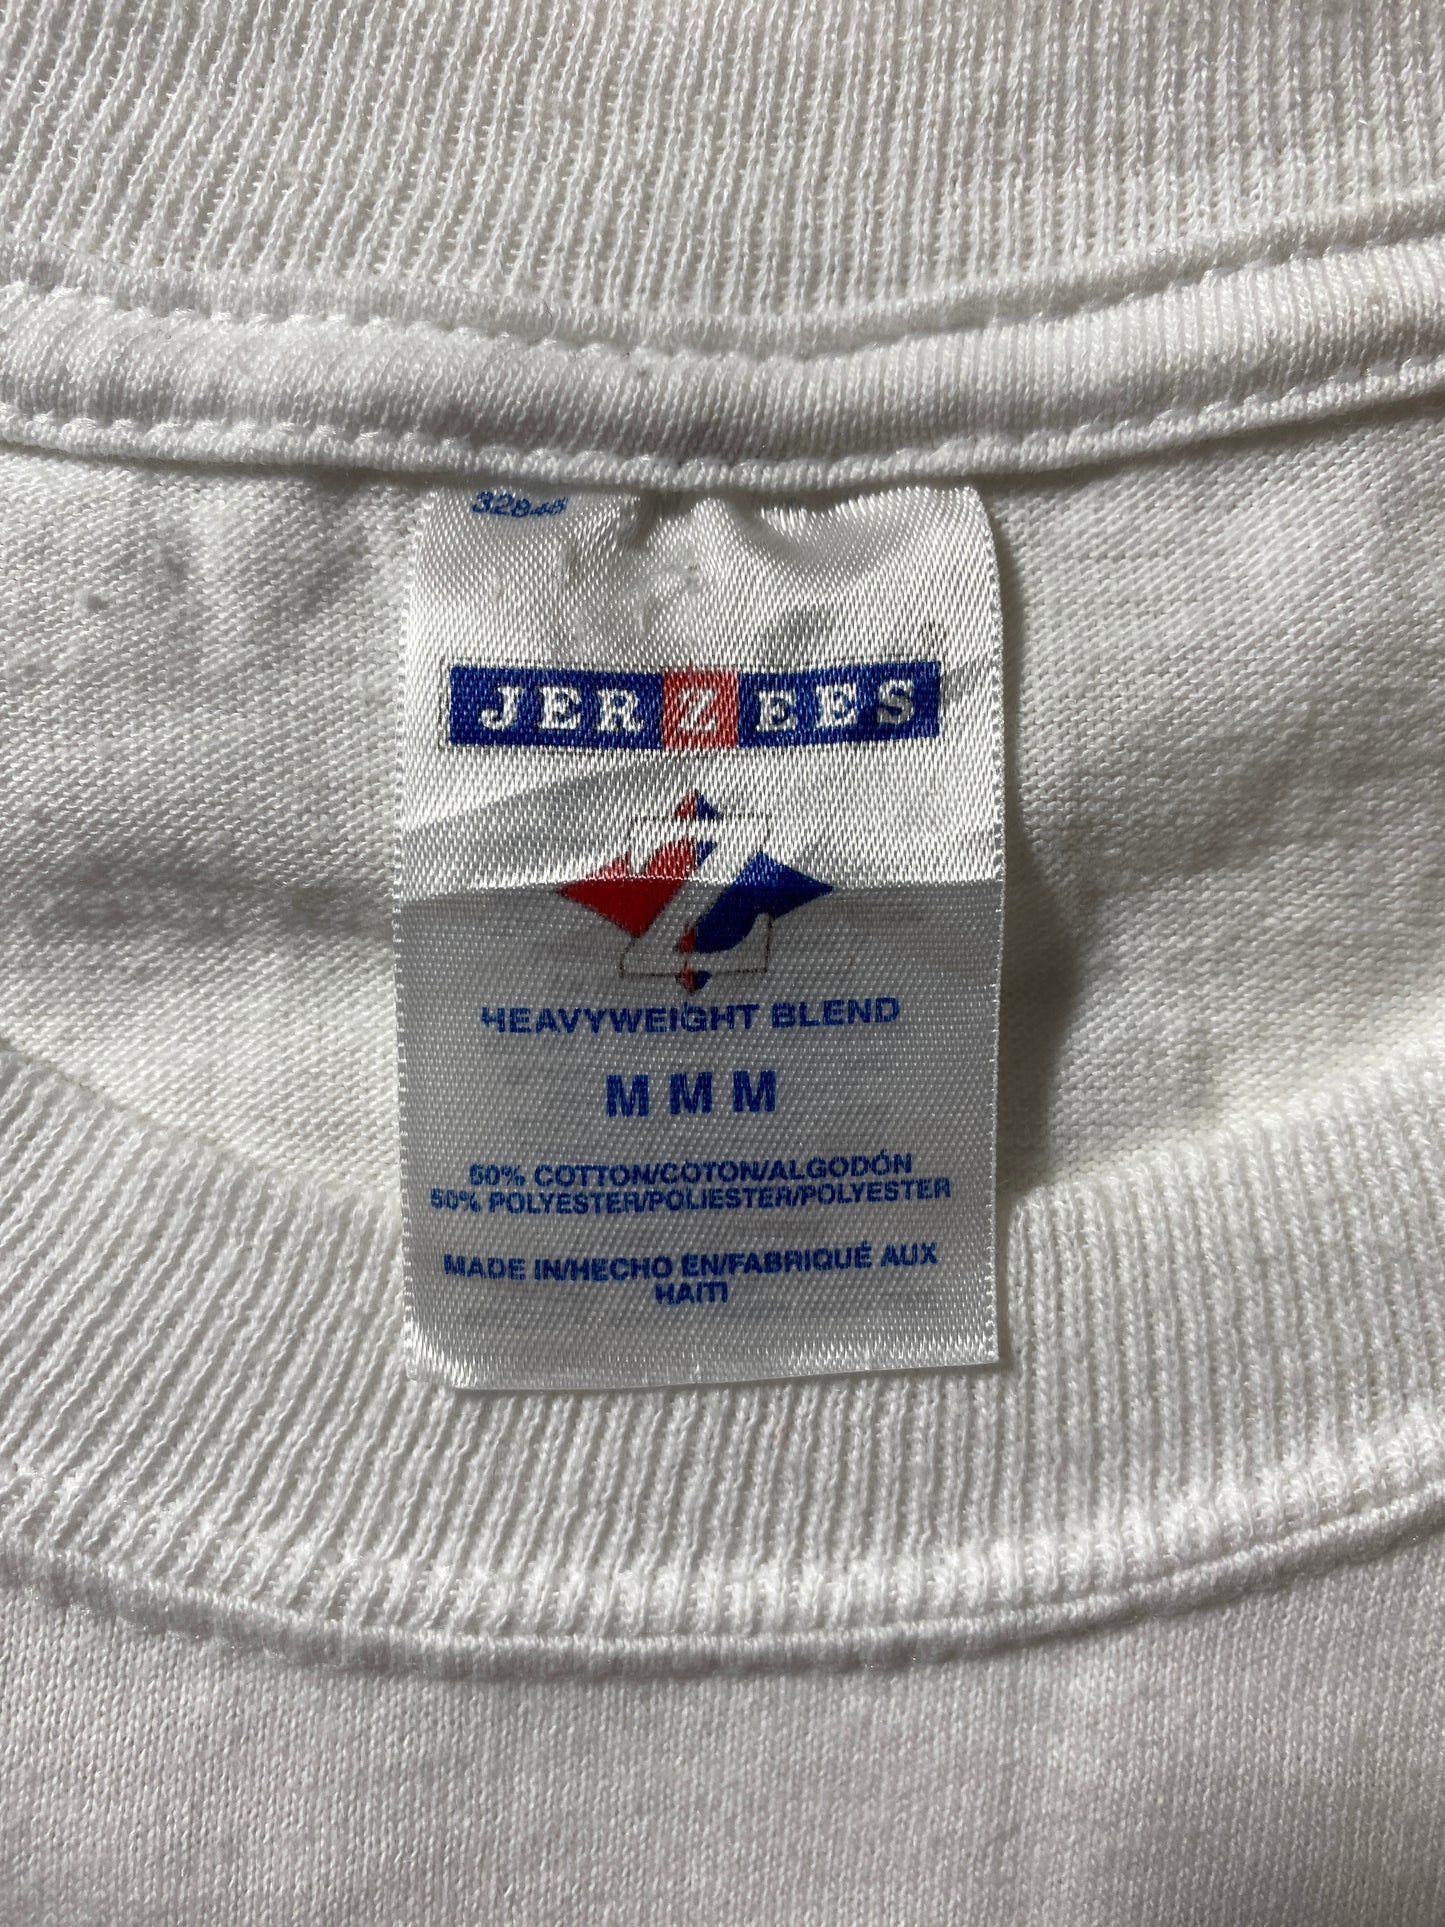 JERZEES
Z
HEAVYWEIGHT BLEND
M M M
50% COTTON/COTON/ALGODÓN
50% POLYESTER/POLIESTER/POLYESTER
MADE IN/HECHO EN/FABRIQUÉ AUX
HAITI